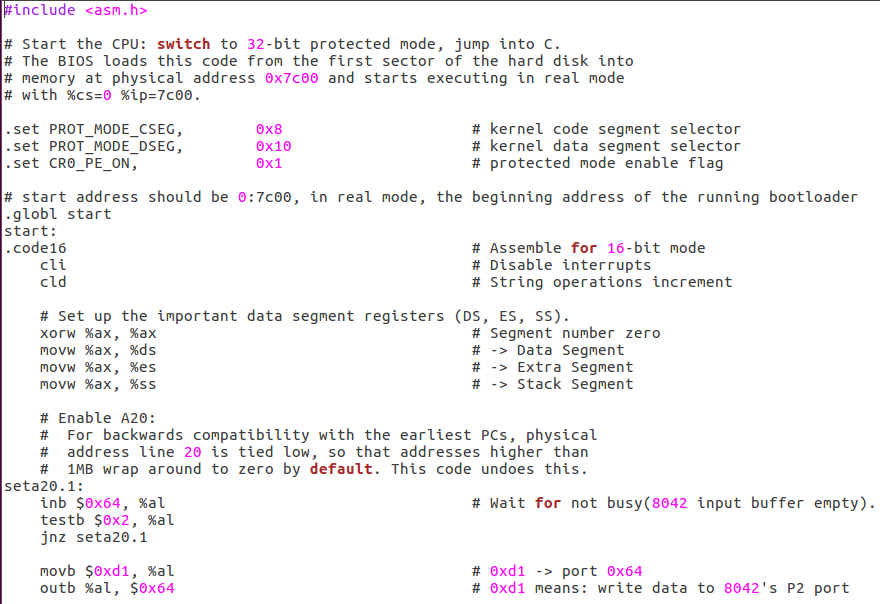 #include <asm.h>

# Start the CPU: switch to 32-bit protected mode, jump into C.
# The BIOS loads this code from the first sector of the hard disk into
# memory at physical address 0x7c00 and starts executing in real mode
# with %cs=0 %ip=7c00.

.set PROT_MODE_CSEG,        0x8                     # kernel code segment selector
.set PROT_MODE_DSEG,        0x10                    # kernel data segment selector
.set CR0_PE_ON,             0x1                     # protected mode enable flag

# start address should be 0:7c00, in real mode, the beginning address of the running bootloader
.globl start
start:
.code16                                             # Assemble for 16-bit mode
    cli                                             # Disable interrupts
    cld                                             # String operations increment

    # Set up the important data segment registers (DS, ES, SS).
    xorw %ax, %ax                                   # Segment number zero
    movw %ax, %ds                                   # -> Data Segment
    movw %ax, %es                                   # -> Extra Segment
    movw %ax, %ss                                   # -> Stack Segment

    # Enable A20:
    #  For backwards compatibility with the earliest PCs, physical
    #  address line 20 is tied low, so that addresses higher than
    #  1MB wrap around to zero by default. This code undoes this.
seta20.1:
    inb $0x64, %al                                  # Wait for not busy(8042 input buffer empty).
    testb $0x2, %al
    jnz seta20.1

    movb $0xd1, %al                                 # 0xd1 -> port 0x64
    outb %al, $0x64                                 # 0xd1 means: write data to 8042's P2 port